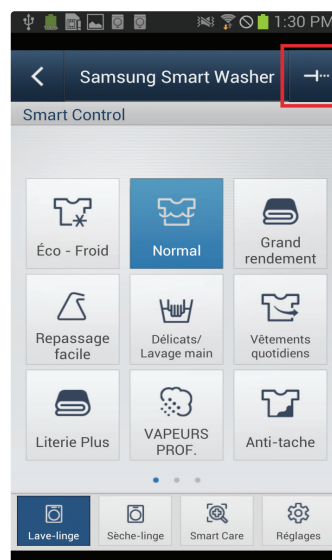 1:30 PM
Samsung Smart Washer
Smart Control
Éco - Froid
Normal
Grand
rendement
Repassage
facile
Délicats/
Lavage main
Vêtements
quotidiens
Literie Plus
VAPEURS
PROF.
Anti-tache
Lave-linge
Sèche-linge
Smart Care
Réglages